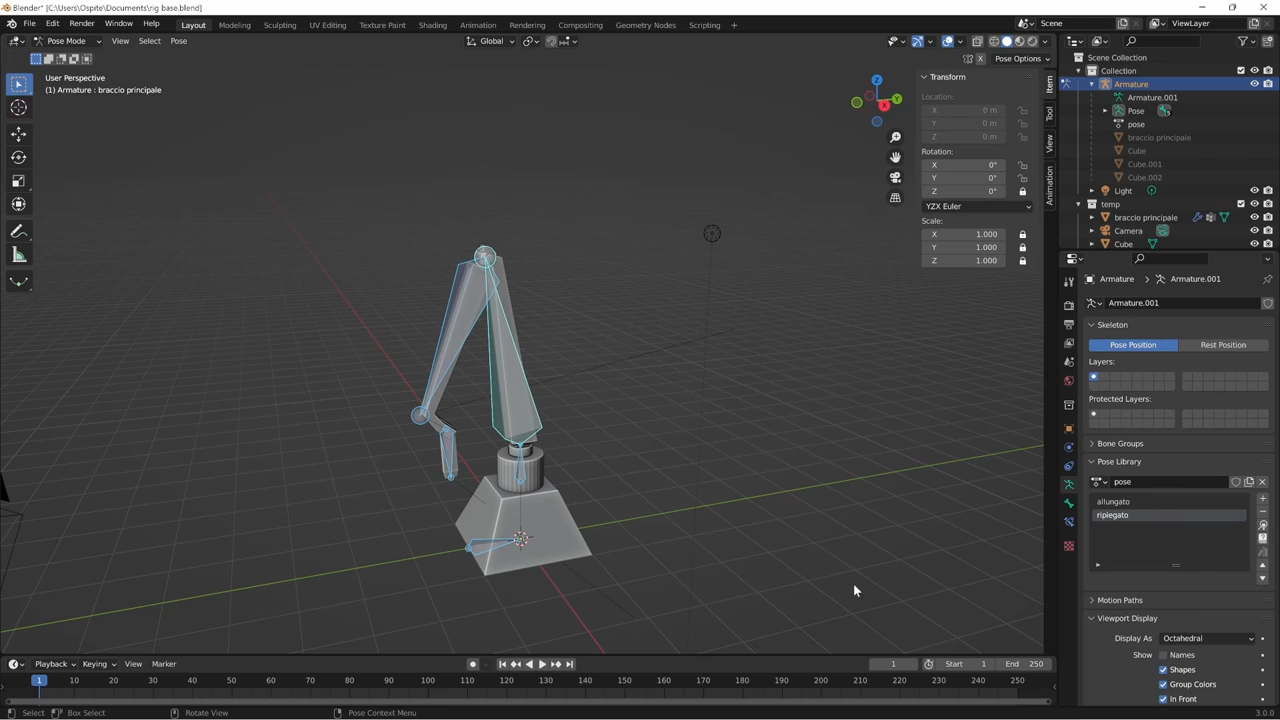 Blender* [C:\Users\Ospite\Documents\rig base.blend]
File Edit Render Window Help Layout Modeling Sculpting UV Editing Texture Paint Shading Animation Rendering Compositing Geometry Nodes Scripting + Scene ViewLayer
Pose Mode View Select Pose Global
X Pose Options
User Perspective
(1) Armature : braccio principale
Z
Y
X
Transform
Location:
X 0 m
Y 0 m
Z 0 m
Rotation:
X 0°
Y 0°
Z 0°
YZX Euler
Scale:
X 1.000
Y 1.000
Z 1.000
Item
Tool
View
Animation
Scene Collection
Collection
Armature
Armature.001
Pose
pose
braccio principale
Cube
Cube.001
Cube.002
Light
temp
braccio principale
Camera
Cube
Armature > Armature.001
Armature.001
Skeleton
Pose Position Rest Position
Layers:
Protected Layers:
Bone Groups
Pose Library
pose
allungato
ripiegato
Motion Paths
Viewport Display
Display As Octahedral
Show Names
Shapes
Group Colors
In Front
Playback Keying View Marker 1 Start 1 End 250
1 10 20 30 40 50 60 70 80 90 100 110 120 130 140 150 160 170 180 190 200 210 220 230 240 250
Select Box Select Rotate View Pose Context Menu 3.0.0